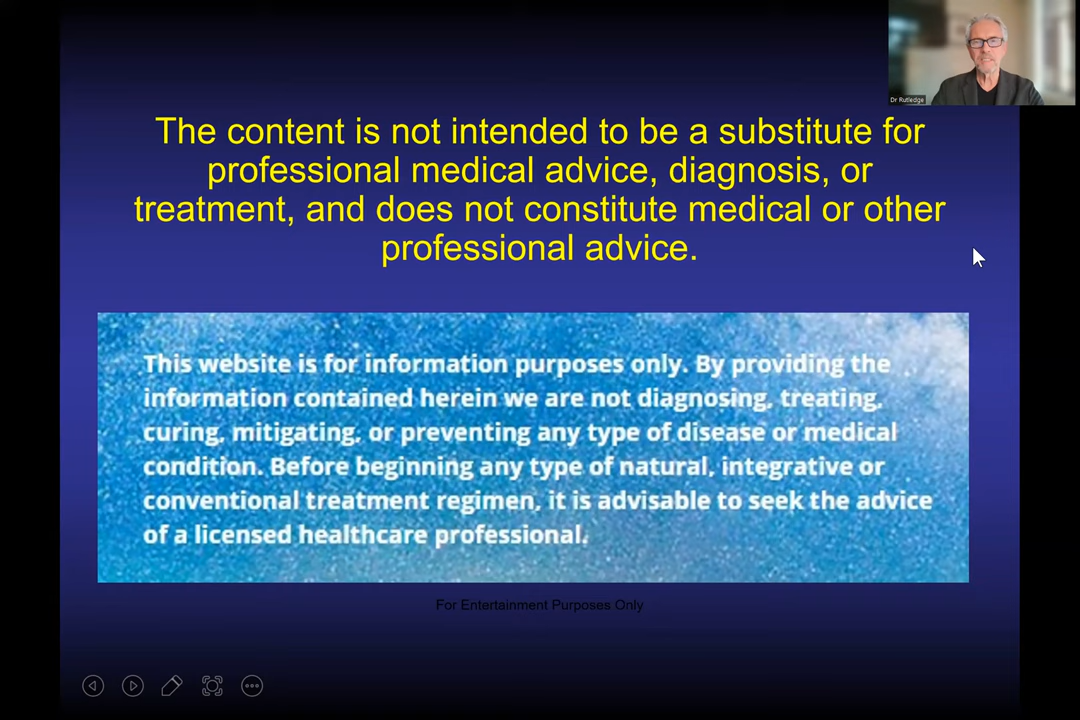 Dr Rutledge
The content is not intended to be a substitute for
professional medical advice, diagnosis, or
treatment, and does not constitute medical or other
professional advice.
This website is for information purposes only. By providing the
information contained herein we are not diagnosing, treating,
curing, mitigating, or preventing any type of disease or medical
condition. Before beginning any type of natural, integrative or
conventional treatment regimen, it is advisable to seek the advice
of a licensed healthcare professional.
For Entertainment Purposes Only